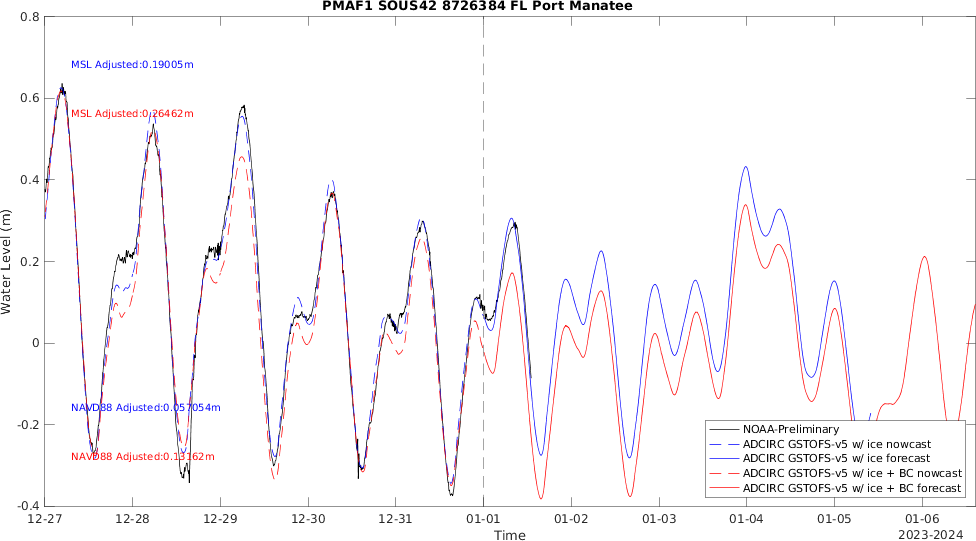 PMAF1 SOUS42 8726384 FL Port Manatee
0.8
0.6
0.4
0.2
0
-0.2
-0.4
Water Level (m)
MSL Adjusted:0.19005m
MSL Adjusted:0.26462m
NAVD88 Adjusted:0.057054m
NAVD88 Adjusted:0.13162m
NOAA-Preliminary
ADCIRC GSTOFS-v5 w/ ice nowcast
ADCIRC GSTOFS-v5 w/ ice forecast
ADCIRC GSTOFS-v5 w/ ice + BC nowcast
ADCIRC GSTOFS-v5 w/ ice + BC forecast
12-27 12-28 12-29 12-30 12-31 01-01 01-02 01-03 01-04 01-05 01-06
Time
2023-2024